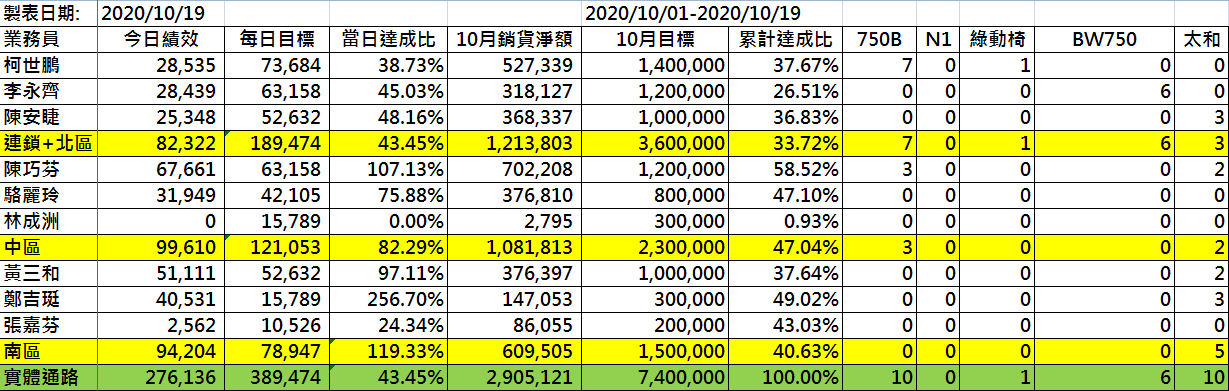 製表日期: 2020/10/19 2020/10/01-2020/10/19
業務員 今日績效 每日目標 當日達成比 10月銷貨淨額 10月目標 累計達成比 750B N1 綠動椅 BW750 太和
柯世鵬 28,535 73,684 38.73% 527,339 1,400,000 37.67% 7 0 1 0 0
李永齊 28,439 63,158 45.03% 318,127 1,200,000 26.51% 0 0 0 6 0
陳安睫 25,348 52,632 48.16% 368,337 1,000,000 36.83% 0 0 0 0 3
連鎖+北區 82,322 189,474 43.45% 1,213,803 3,600,000 33.72% 7 0 1 6 3
陳巧芬 67,661 63,158 107.13% 702,208 1,200,000 58.52% 3 0 0 0 2
駱麗玲 31,949 42,105 75.88% 376,810 800,000 47.10% 0 0 0 0 0
林成洲 0 15,789 0.00% 2,795 300,000 0.93% 0 0 0 0 0
中區 99,610 121,053 82.29% 1,081,813 2,300,000 47.04% 3 0 0 0 2
黃三和 51,111 52,632 97.11% 376,397 1,000,000 37.64% 0 0 0 0 2
鄭吉珽 40,531 15,789 256.70% 147,053 300,000 49.02% 0 0 0 0 3
張嘉芬 2,562 10,526 24.34% 86,055 200,000 43.03% 0 0 0 0 0
南區 94,204 78,947 119.33% 609,505 1,500,000 40.63% 0 0 0 0 5
實體通路 276,136 389,474 43.45% 2,905,121 7,400,000 100.00% 10 0 1 6 10